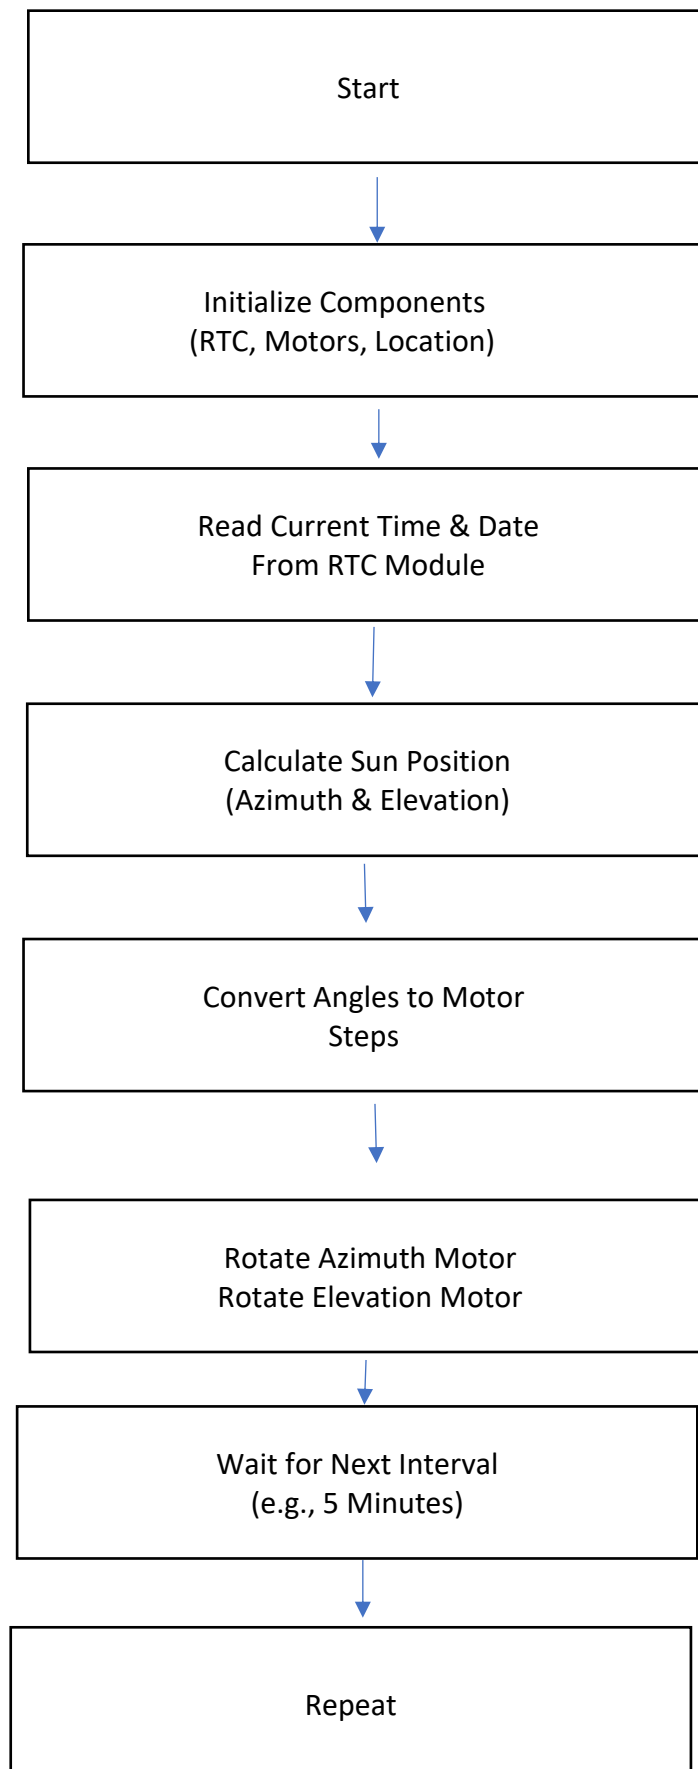 Start
Initialize Components
(RTC, Motors, Location)
Read Current Time & Date
From RTC Module
Calculate Sun Position
(Azimuth & Elevation)
Convert Angles to Motor
Steps
Rotate Azimuth Motor
Rotate Elevation Motor
Wait for Next Interval
(e.g., 5 Minutes)
Repeat